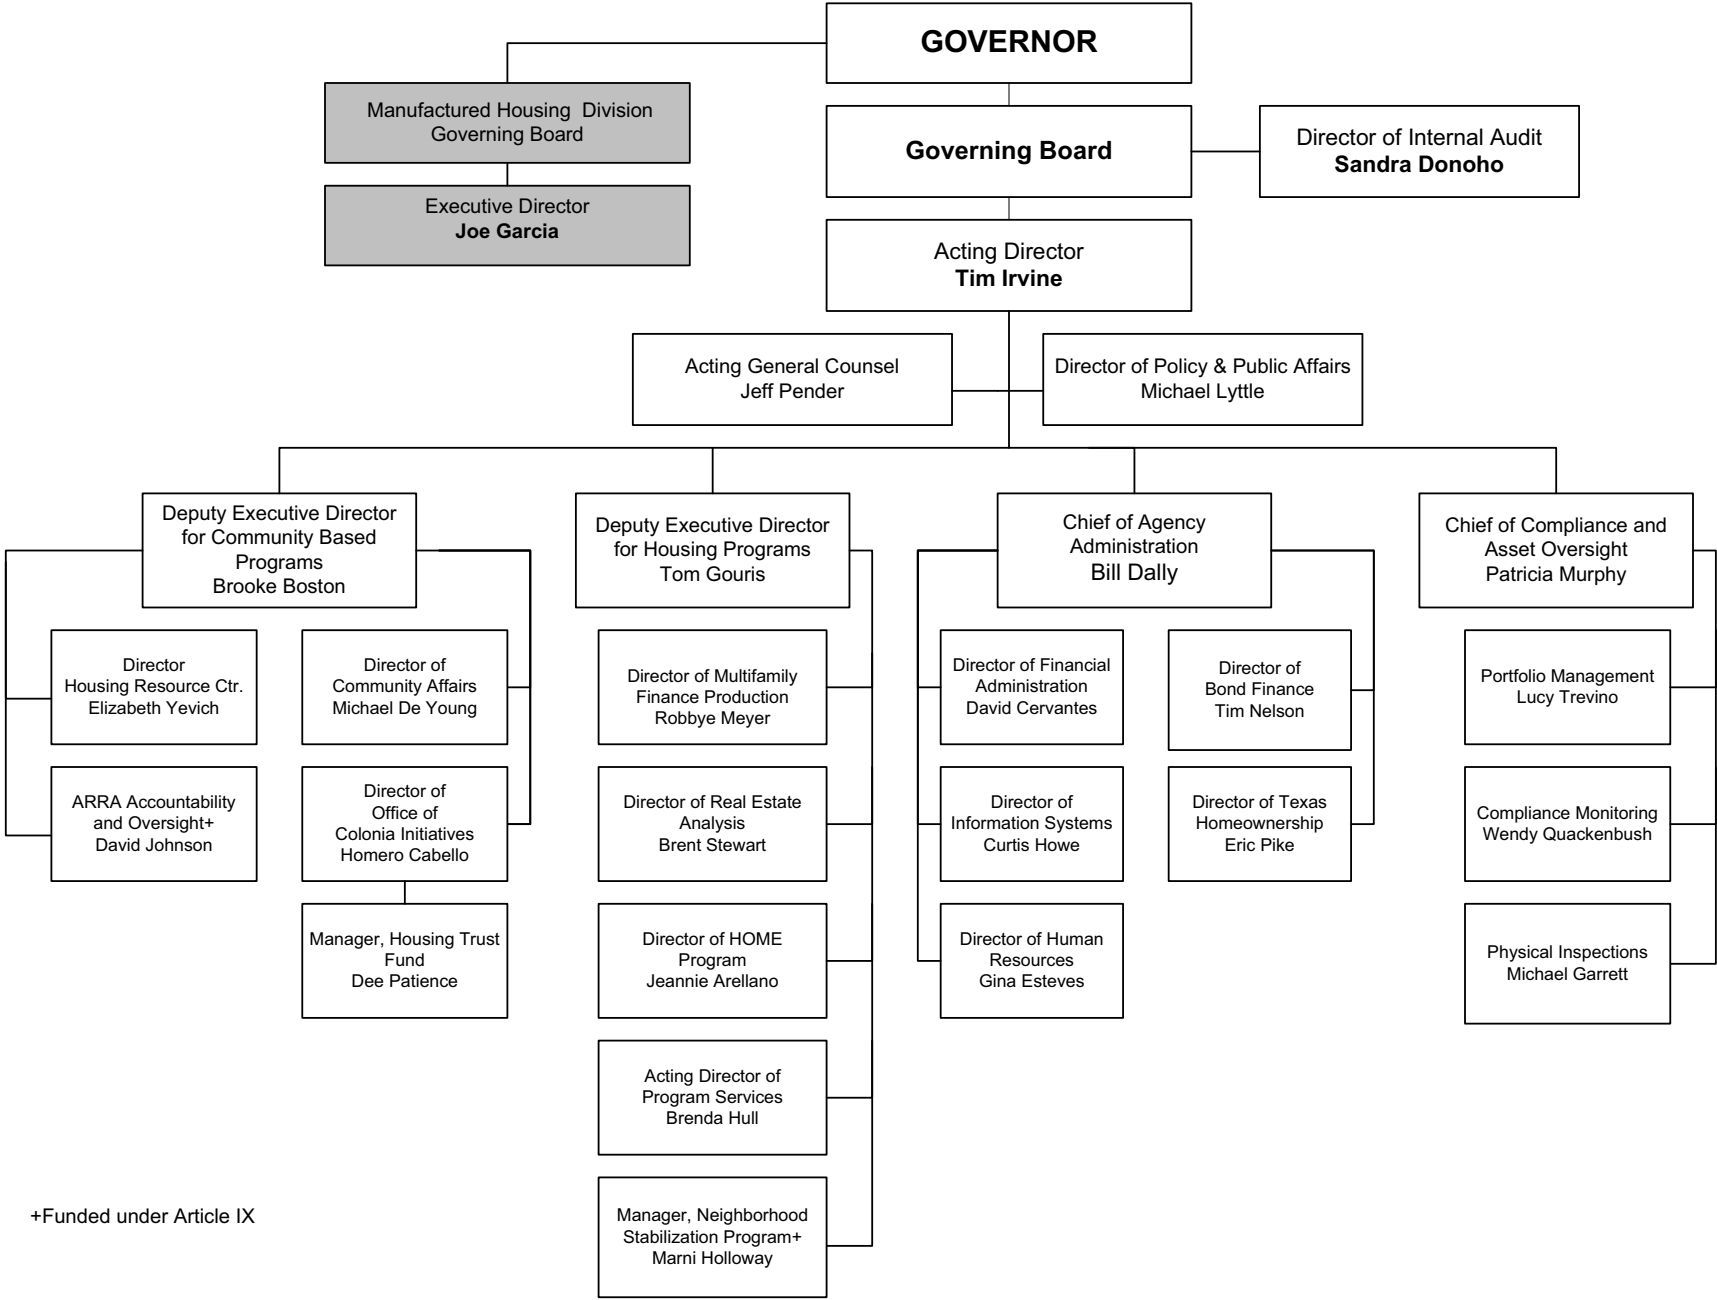 GOVERNOR
Manufactured Housing Division
Governing Board
Executive Director
Joe Garcia
Governing Board
Director of Internal Audit
Sandra Donoho
Acting Director
Tim Irvine
Acting General Counsel
Jeff Pender
Director of Policy & Public Affairs
Michael Lyttle
Deputy Executive Director
for Community Based
Programs
Brooke Boston
Deputy Executive Director
for Housing Programs
Tom Gouris
Chief of Agency
Administration
Bill Dally
Chief of Compliance and
Asset Oversight
Patricia Murphy
Director
Housing Resource Ctr.
Elizabeth Yevich
Director of
Community Affairs
Michael De Young
Director of Multifamily
Finance Production
Robbye Meyer
Director of Financial
Administration
David Cervantes
Director of
Bond Finance
Tim Nelson
Portfolio Management
Lucy Trevino
ARRA Accountability
and Oversight+
David Johnson
Director of
Office of
Colonia Initiatives
Homero Cabello
Director of Real Estate
Analysis
Brent Stewart
Director of
Information Systems
Curtis Howe
Director of Texas
Homeownership
Eric Pike
Compliance Monitoring
Wendy Quackenbush
Manager, Housing Trust
Fund
Dee Patience
Director of HOME
Program
Jeannie Arellano
Director of Human
Resources
Gina Esteves
Physical Inspections
Michael Garrett
Acting Director of
Program Services
Brenda Hull
Manager, Neighborhood
Stabilization Program+
Marni Holloway
+Funded under Article IX